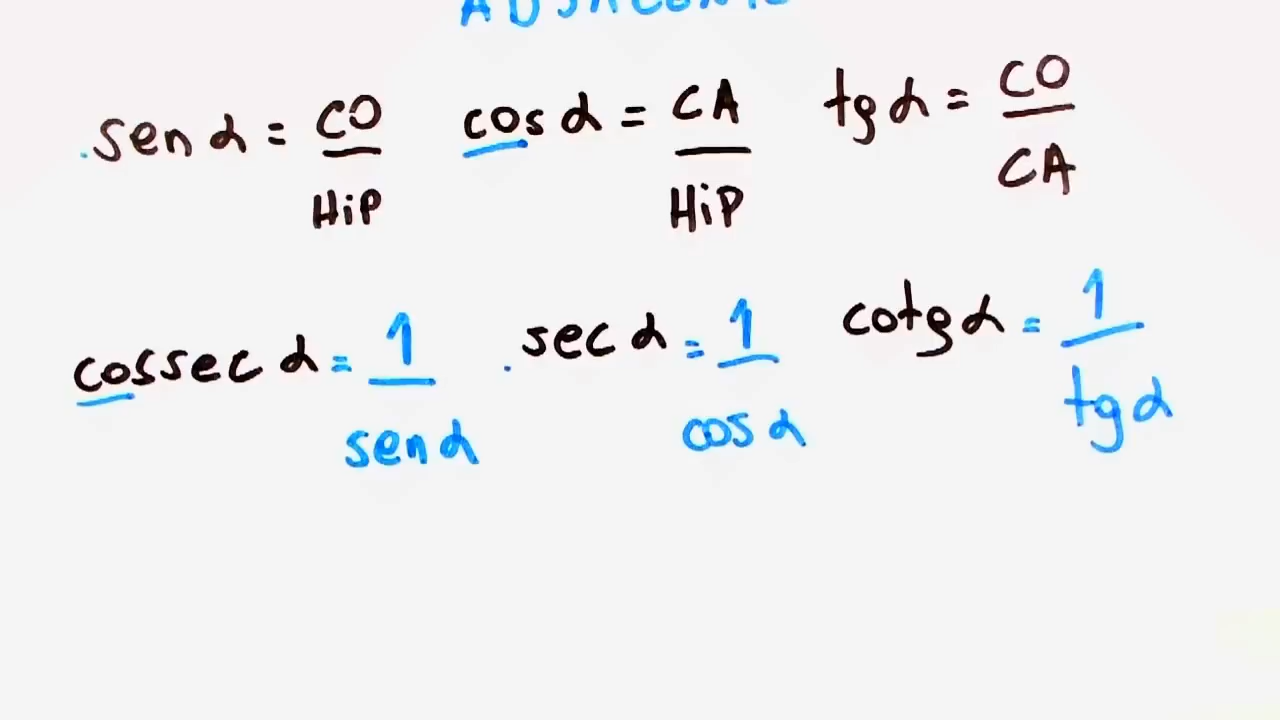 sen α = CO/HiP cos α = CA/HiP tg α = CO/CA
cossec α = 1/sen α sec α = 1/cos α cotg α = 1/tg α